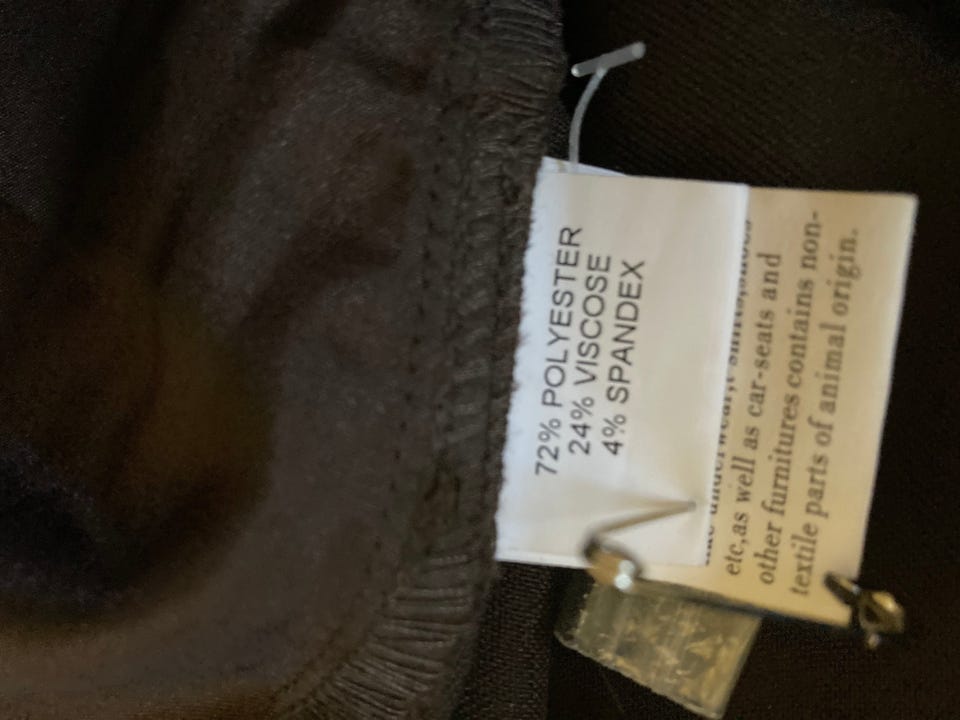 72% POLYESTER
24% VISCOSE
4% SPANDEX
etc,as well as car-seats and
other furnitures contains non-
textile parts of animal origin.